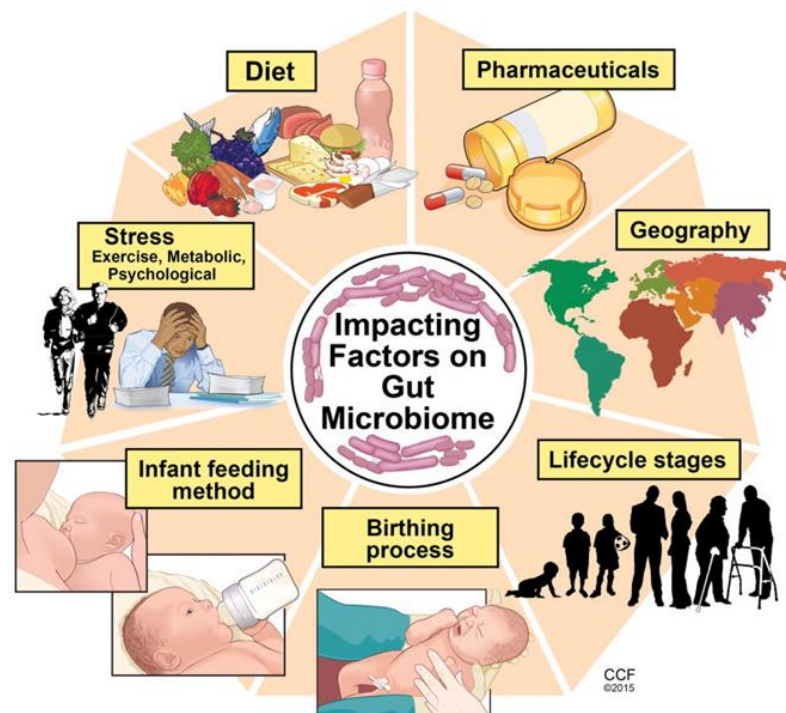 Diet
Pharmaceuticals
Stress
Exercise, Metabolic,
Psychological
Geography
Impacting
Factors on
Gut
Microbiome
Infant feeding
method
Birthing
process
Lifecycle stages
CCF
©2015